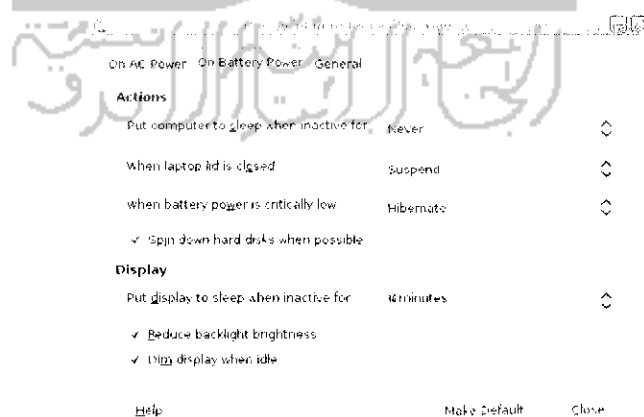 On AC Power On Battery Power General
Actions
Put computer to sleep when inactive for Never
When laptop lid is closed Suspend
When battery power is critically low Hibernate
✓ Spin down hard disks when possible
Display
Put display to sleep when inactive for minutes
✓ Reduce backlight brightness
✓ Dim display when idle
Help Make Default Close